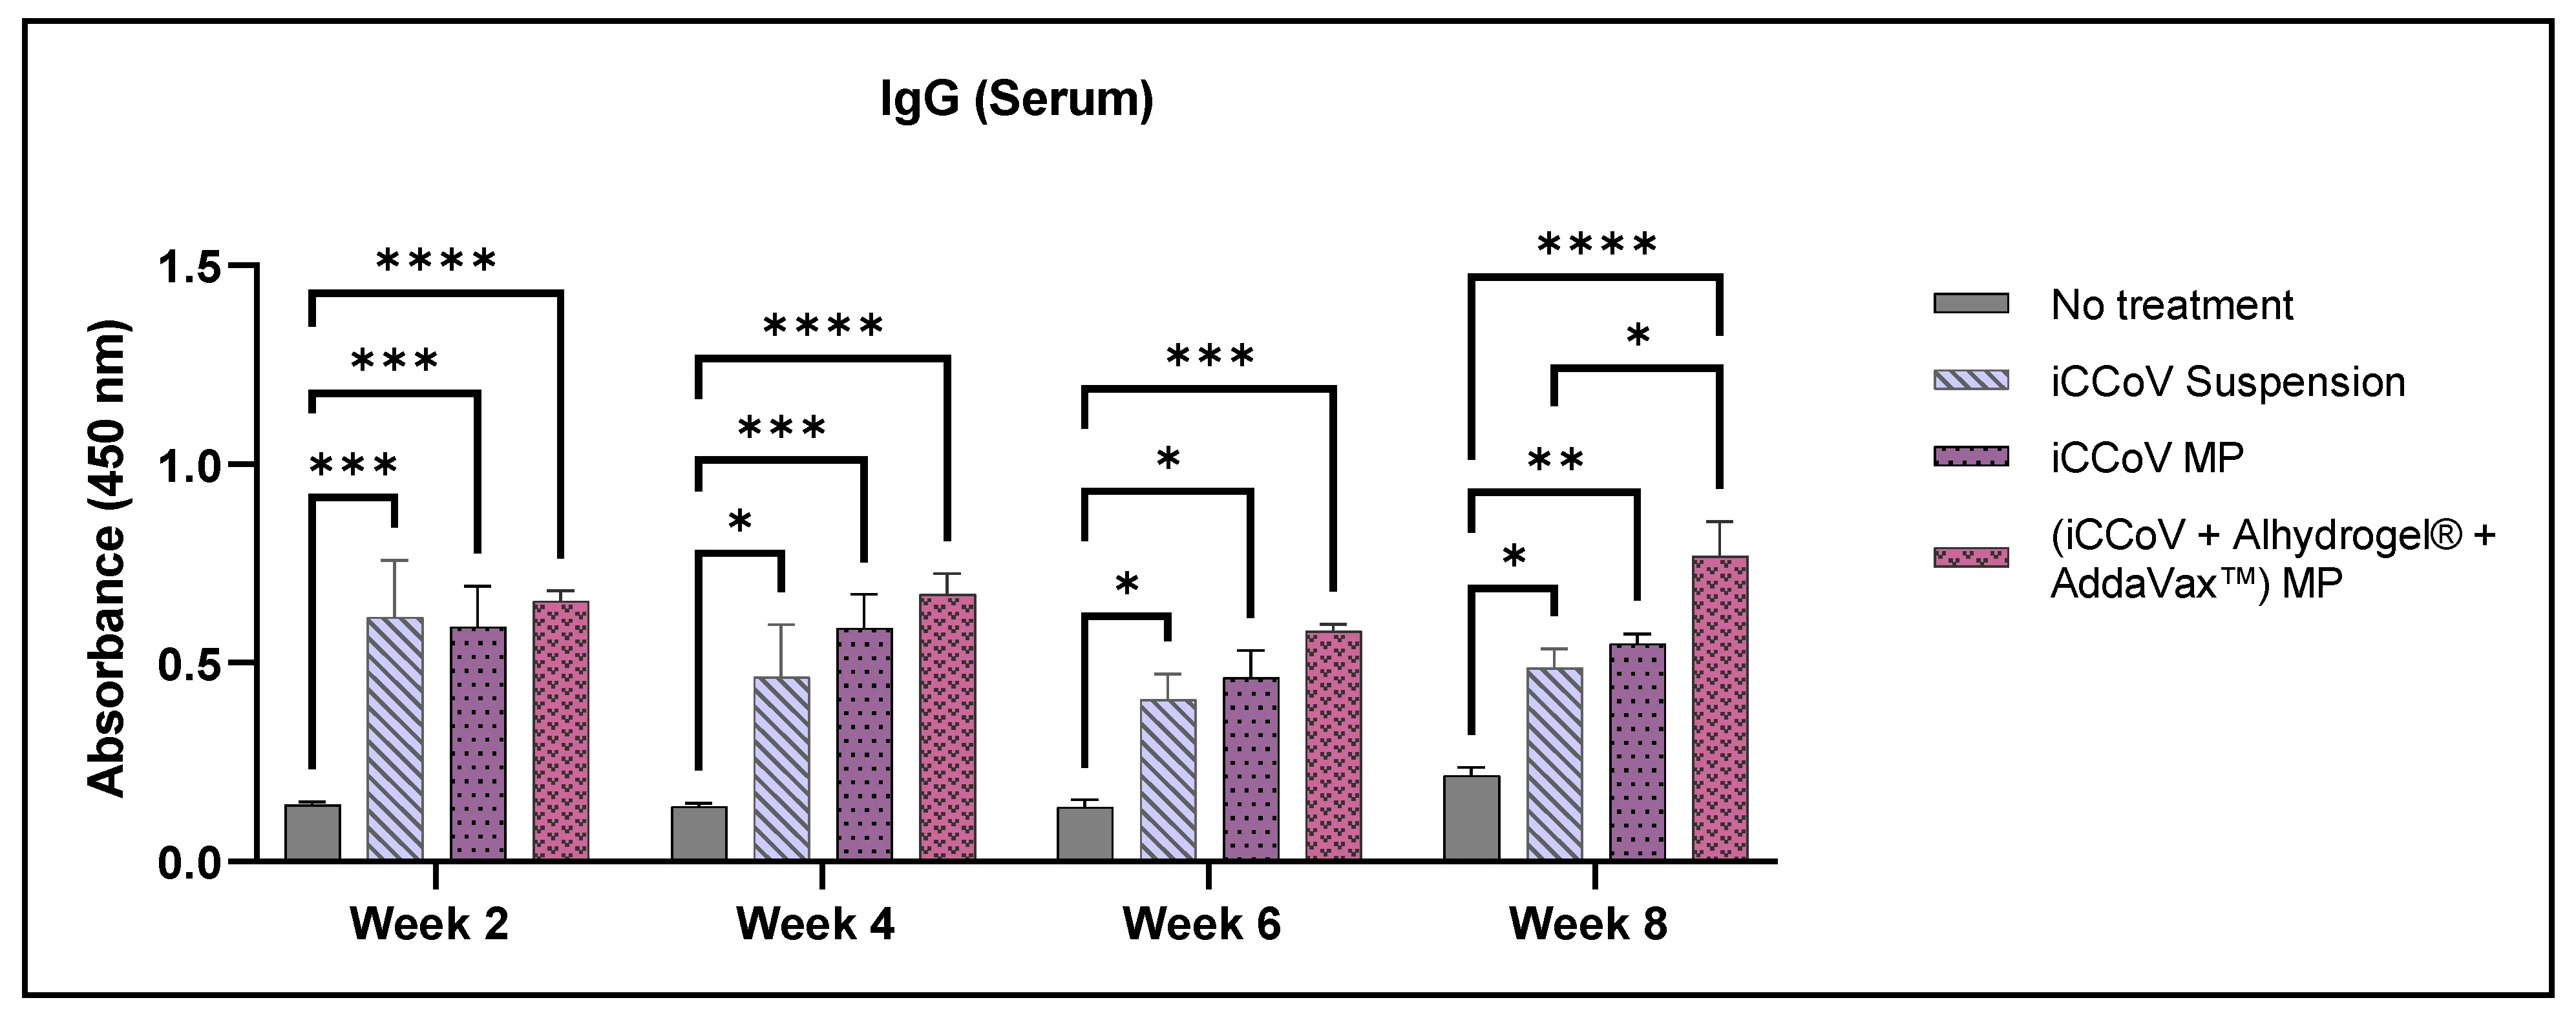 IgG (Serum)
Absorbance (450 nm)
1.5
1.0
0.5
0.0
****
***
***
****
***
*
***
*
*
****
*
**
*
Week 2
Week 4
Week 6
Week 8
No treatment
iCCoV Suspension
iCCoV MP
(iCCoV + Alhydrogel® +
AddaVax™) MP